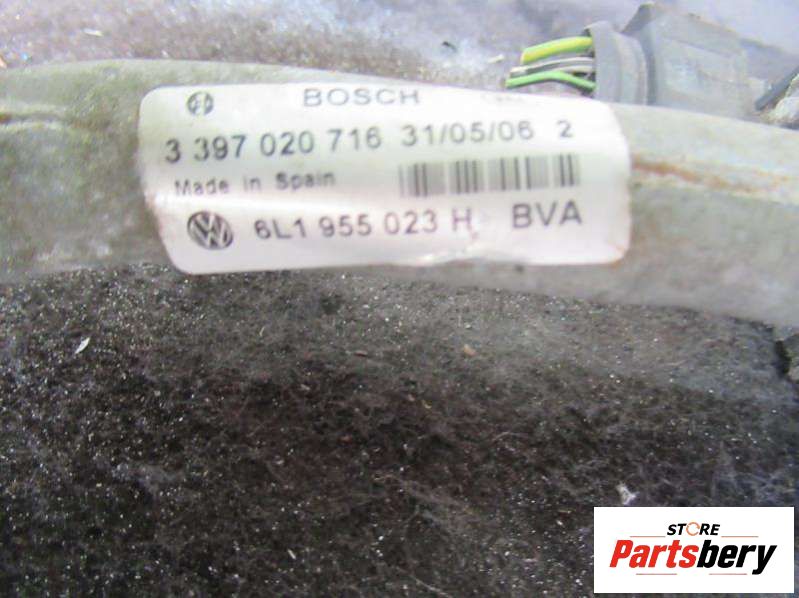 BOSCH
3 397 020 716 31/05/06 2
Made in Spain
6L1 955 023 H BVA
STORE
Partsbery